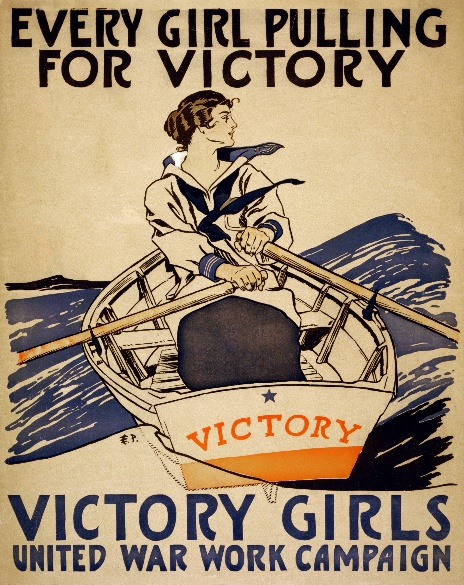 EVERY GIRL PULLING
FOR VICTORY
VICTORY
E.P.
VICTORY GIRLS
UNITED WAR WORK CAMPAIGN